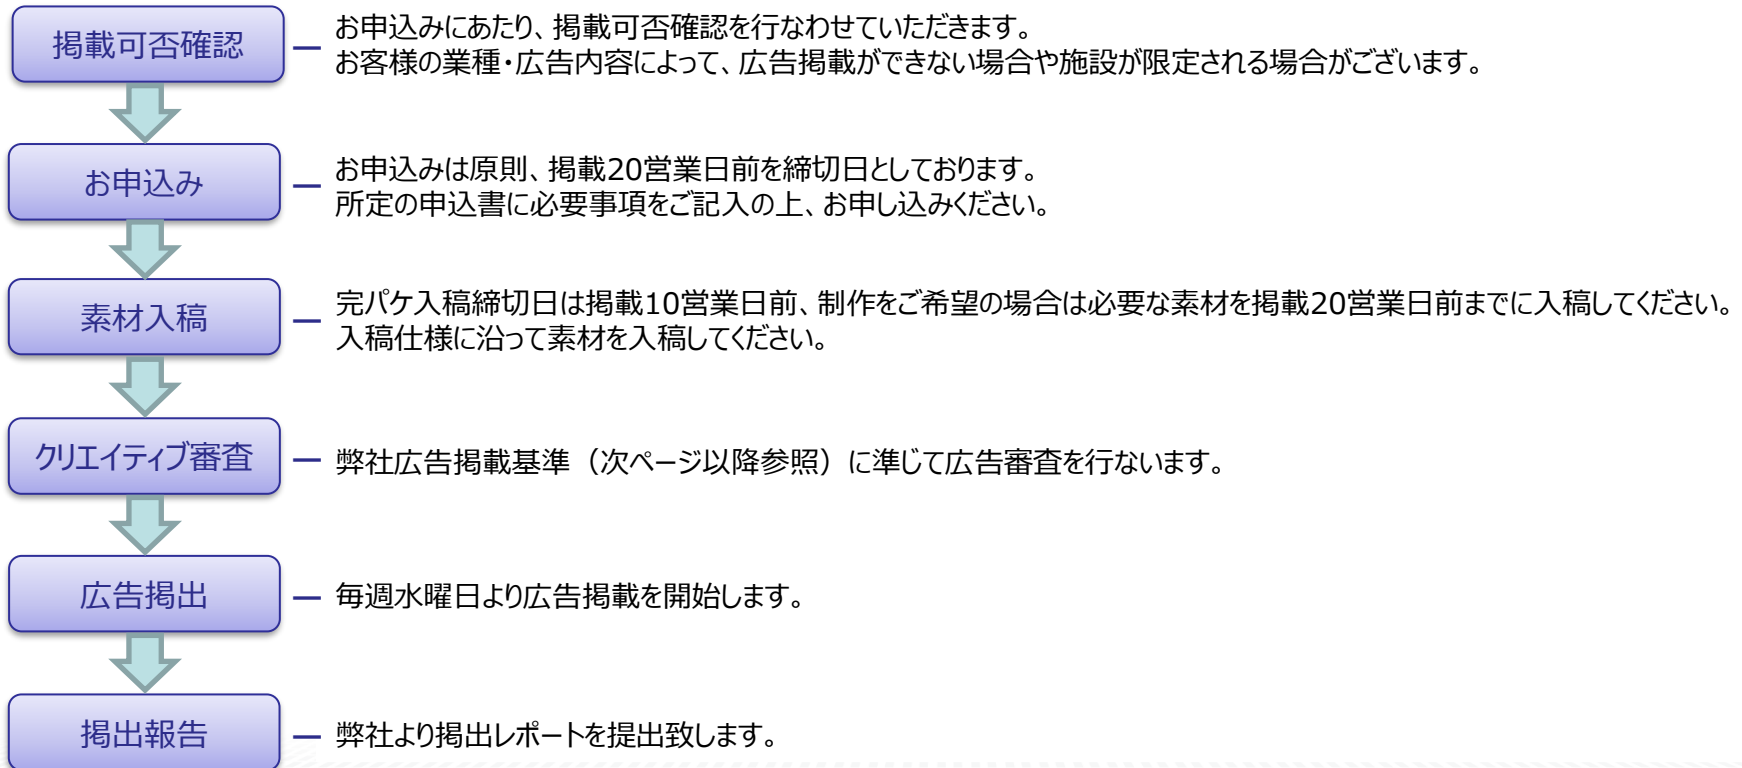 掲載可否確認
お申込みにあたり、掲載可否確認を行なわせていただきます。
お客様の業種・広告内容によって、広告掲載ができない場合や施設が限定される場合がございます。
お申込み
お申込みは原則、掲載20営業日前を締切日としております。
所定の申込書に必要事項をご記入の上、お申し込みください。
素材入稿
完パケ入稿締切日は掲載10営業日前、制作をご希望の場合は必要な素材を掲載20営業日前までに入稿してください。
入稿仕様に沿って素材を入稿してください。
クリエイティブ審査
弊社広告掲載基準（次ページ以降参照）に準じて広告審査を行ないます。
広告掲出
毎週水曜日より広告掲載を開始します。
掲出報告
弊社より掲出レポートを提出致します。